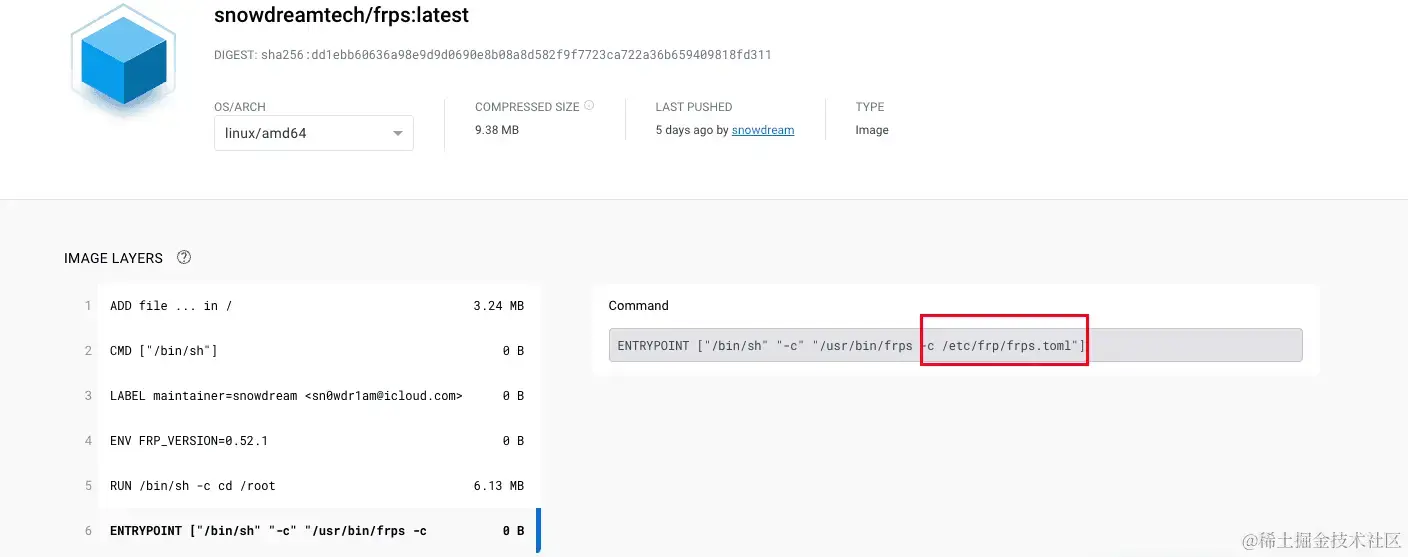 snowdreamtech/frps:latest
DIGEST: sha256:dd1ebb60636a98e9d9d0690e8b08a8d582f9f7723ca722a36b659409818fd311
OS/ARCH
linux/amd64
COMPRESSED SIZE
9.38 MB
LAST PUSHED
5 days ago by snowdream
TYPE
Image
IMAGE LAYERS
1 ADD file ... in / 3.24 MB
2 CMD ["/bin/sh"] 0 B
3 LABEL maintainer=snowdream <sn0wdr1am@icloud.com> 0 B
4 ENV FRP_VERSION=0.52.1 0 B
5 RUN /bin/sh -c cd /root 6.13 MB
6 ENTRYPOINT ["/bin/sh" "-c" "/usr/bin/frps -c 0 B
Command
ENTRYPOINT ["/bin/sh" "-c" "/usr/bin/frps -c /etc/frp/frps.toml"]
@稀土掘金技术社区